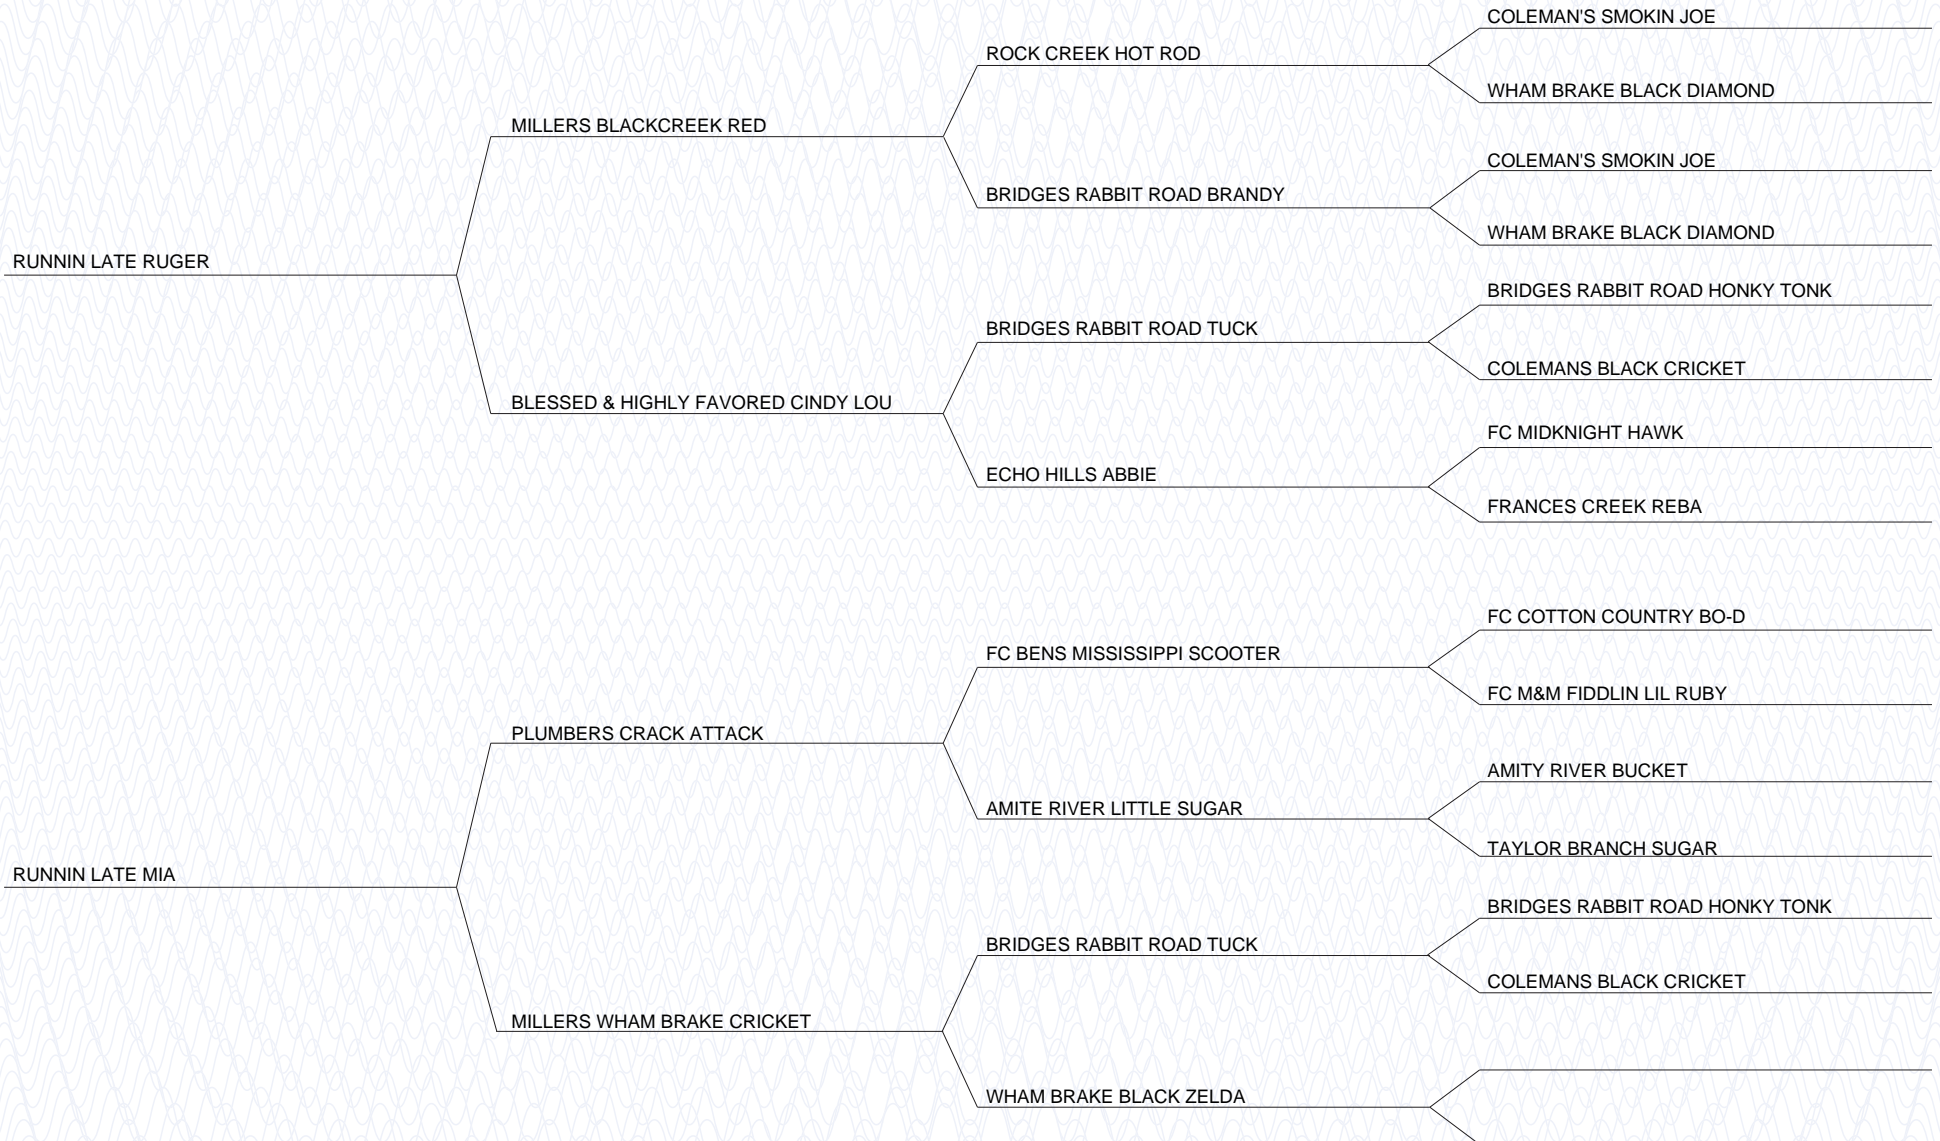 COLEMAN'S SMOKIN JOE
ROCK CREEK HOT ROD
WHAM BRAKE BLACK DIAMOND
MILLERS BLACKCREEK RED
COLEMAN'S SMOKIN JOE
BRIDGES RABBIT ROAD BRANDY
WHAM BRAKE BLACK DIAMOND
RUNNIN LATE RUGER
BRIDGES RABBIT ROAD HONKY TONK
BRIDGES RABBIT ROAD TUCK
COLEMANS BLACK CRICKET
BLESSED & HIGHLY FAVORED CINDY LOU
FC MIDKNIGHT HAWK
ECHO HILLS ABBIE
FRANCES CREEK REBA
FC COTTON COUNTRY BO-D
FC BENS MISSISSIPPI SCOOTER
FC M&M FIDDLIN LIL RUBY
PLUMBERS CRACK ATTACK
AMITY RIVER BUCKET
AMITE RIVER LITTLE SUGAR
TAYLOR BRANCH SUGAR
RUNNIN LATE MIA
BRIDGES RABBIT ROAD HONKY TONK
BRIDGES RABBIT ROAD TUCK
COLEMANS BLACK CRICKET
MILLERS WHAM BRAKE CRICKET
WHAM BRAKE BLACK ZELDA